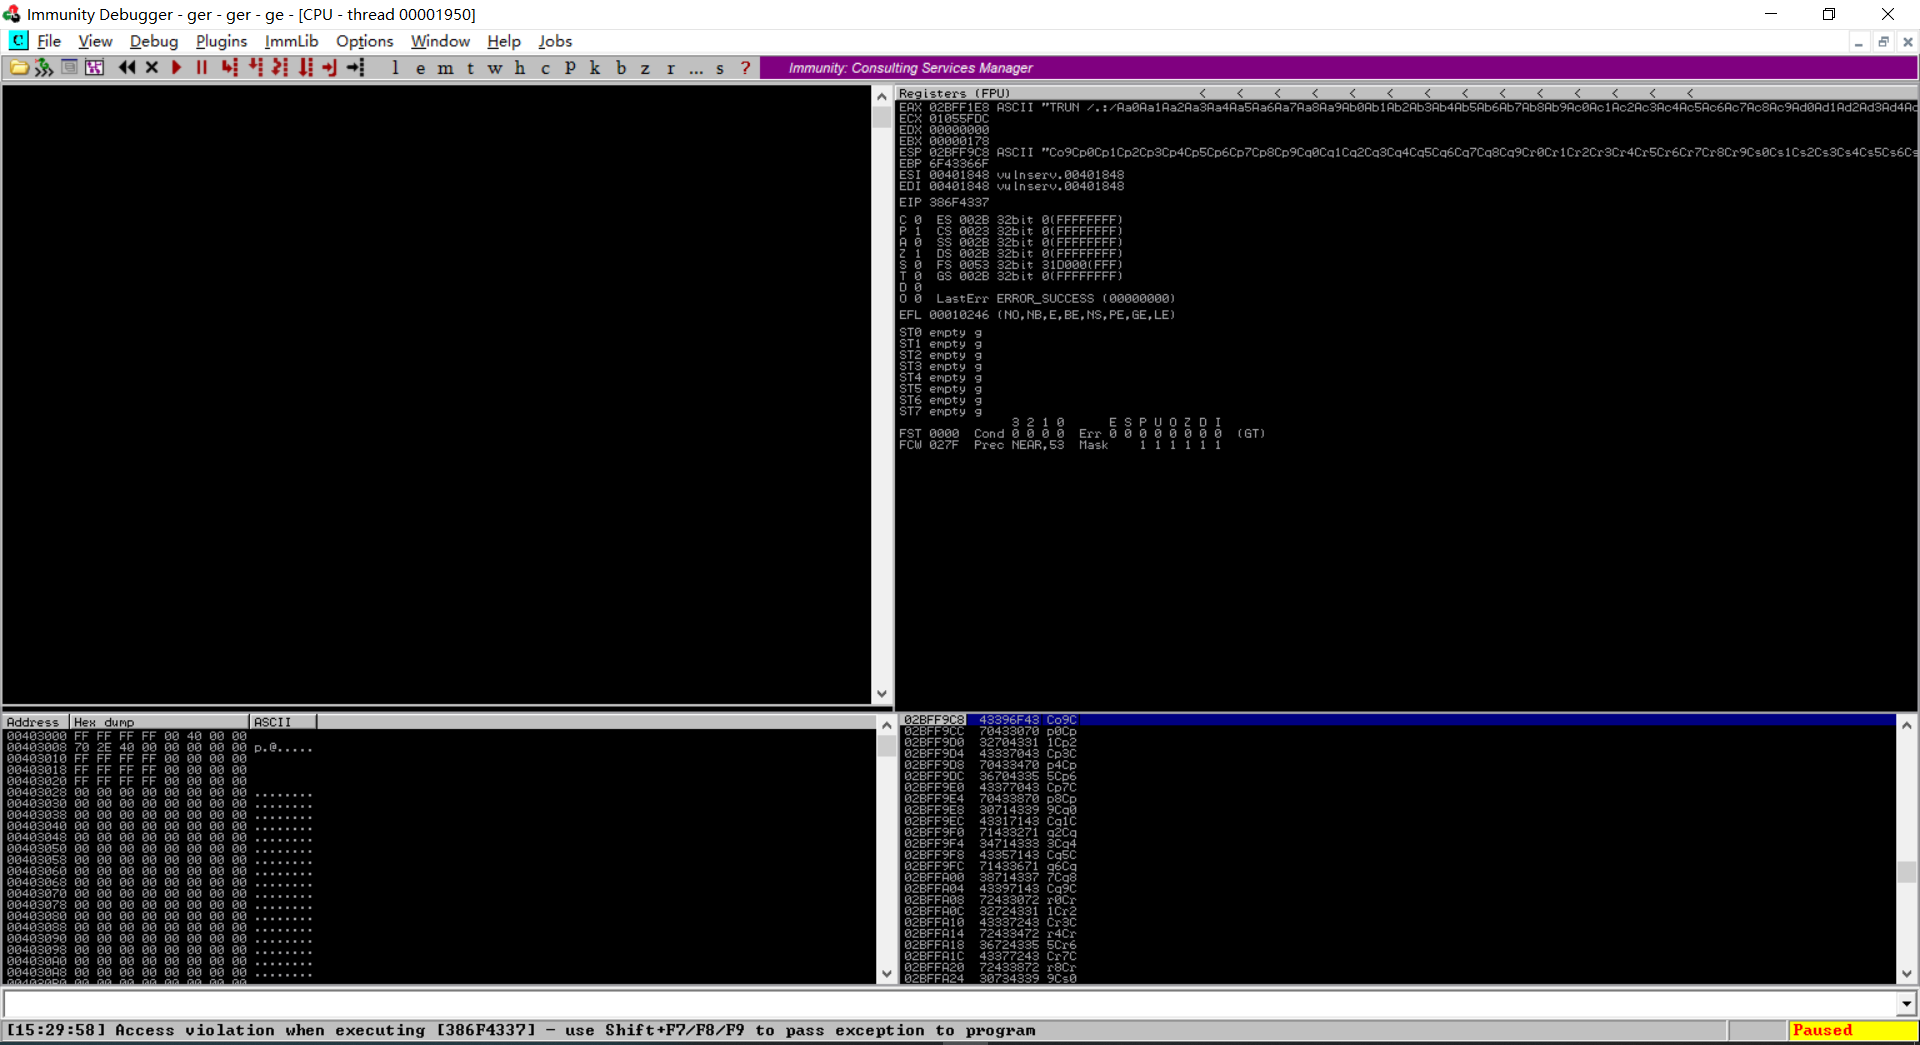 Immunity Debugger - ger - ger - ge - [CPU - thread 00001950]
C File View Debug Plugins ImmLib Options Window Help Jobs
l e m t w h c P k b z r ... s ? Immunity: Consulting Services Manager
Registers (FPU) < < < < < < < < < < < < < <
EAX 02BFF1E8 ASCII "TRUN /.:/Aa0Aa1Aa2Aa3Aa4Aa5Aa6Aa7Aa8Aa9Ab0Ab1Ab2Ab3Ab4Ab5Ab6Ab7Ab8Ab9Ac0Ac1Ac2Ac3Ac4Ac5Ac6Ac7Ac8Ac9Ad0Ad1Ad2Ad3Ad4Ad
ECX 01055FDC
EDX 00000000
EBX 00000178
ESP 02BFF9C8 ASCII "Co9Cp0Cp1Cp2Cp3Cp4Cp5Cp6Cp7Cp8Cp9Cq0Cq1Cq2Cq3Cq4Cq5Cq6Cq7Cq8Cq9Cr0Cr1Cr2Cr3Cr4Cr5Cr6Cr7Cr8Cr9Cs0Cs1Cs2Cs3Cs4Cs5Cs6Cs
EBP 6F43366F
ESI 00401848 vulnserv.00401848
EDI 00401848 vulnserv.00401848
EIP 386F4337
C 0 ES 002B 32bit 0(FFFFFFFF)
P 1 CS 0023 32bit 0(FFFFFFFF)
A 0 SS 002B 32bit 0(FFFFFFFF)
Z 1 DS 002B 32bit 0(FFFFFFFF)
S 0 FS 0053 32bit 31D000(FFF)
T 0 GS 002B 32bit 0(FFFFFFFF)
D 0
O 0 LastErr ERROR_SUCCESS (00000000)
EFL 00010246 (NO,NB,E,BE,NS,PE,GE,LE)
ST0 empty g
ST1 empty g
ST2 empty g
ST3 empty g
ST4 empty g
ST5 empty g
ST6 empty g
ST7 empty g
3 2 1 0 E S P U O Z D I
FST 0000 Cond 0 0 0 0 Err 0 0 0 0 0 0 0 0 (GT)
FCW 027F Prec NEAR,53 Mask 1 1 1 1 1 1
Address Hex dump ASCII
00403000 FF FF FF FF 00 40 00 00
00403008 70 2E 40 00 00 00 00 00 p.@.....
00403010 FF FF FF FF 00 00 00 00
00403018 FF FF FF FF 00 00 00 00
00403020 FF FF FF FF 00 00 00 00
00403028 00 00 00 00 00 00 00 00 ........
00403030 00 00 00 00 00 00 00 00 ........
00403038 00 00 00 00 00 00 00 00 ........
00403040 00 00 00 00 00 00 00 00 ........
00403048 00 00 00 00 00 00 00 00 ........
00403050 00 00 00 00 00 00 00 00 ........
00403058 00 00 00 00 00 00 00 00 ........
00403060 00 00 00 00 00 00 00 00 ........
00403068 00 00 00 00 00 00 00 00 ........
00403070 00 00 00 00 00 00 00 00 ........
00403078 00 00 00 00 00 00 00 00 ........
00403080 00 00 00 00 00 00 00 00 ........
00403088 00 00 00 00 00 00 00 00 ........
00403090 00 00 00 00 00 00 00 00 ........
00403098 00 00 00 00 00 00 00 00 ........
004030A0 00 00 00 00 00 00 00 00 ........
004030A8 00 00 00 00 00 00 00 00 ........
004030B0 00 00 00 00 00 00 00 00 ........
02BFF9C8 43396F43 Co9C
02BFF9CC 70433070 p0Cp
02BFF9D0 32704331 1Cp2
02BFF9D4 43337043 Cp3C
02BFF9D8 70433470 p4Cp
02BFF9DC 36704335 5Cp6
02BFF9E0 43377043 Cp7C
02BFF9E4 70433870 p8Cp
02BFF9E8 30714339 9Cq0
02BFF9EC 43317143 Cq1C
02BFF9F0 71433271 q2Cq
02BFF9F4 34714333 3Cq4
02BFF9F8 43357143 Cq5C
02BFF9FC 71433671 q6Cq
02BFFA00 38714337 7Cq8
02BFFA04 43397143 Cq9C
02BFFA08 72433072 r0Cr
02BFFA0C 32724331 1Cr2
02BFFA10 43337243 Cr3C
02BFFA14 72433472 r4Cr
02BFFA18 36724335 5Cr6
02BFFA1C 43377243 Cr7C
02BFFA20 72433872 r8Cr
02BFFA24 30734339 9Cs0
[15:29:58] Access violation when executing [386F4337] - use Shift+F7/F8/F9 to pass exception to program
Paused